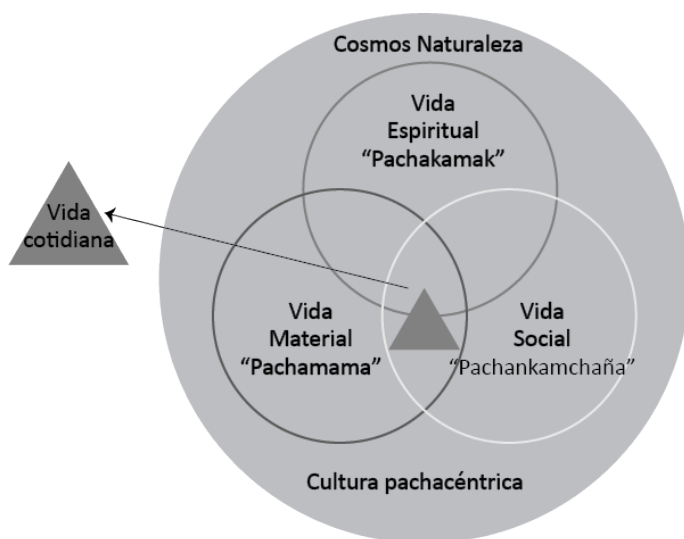 Cosmos Naturaleza
Vida
Espiritual
“Pachakamak”
Vida
cotidiana
Vida
Material
“Pachamama”
Vida
Social
“Pachankamchaña”
Cultura pachacéntrica